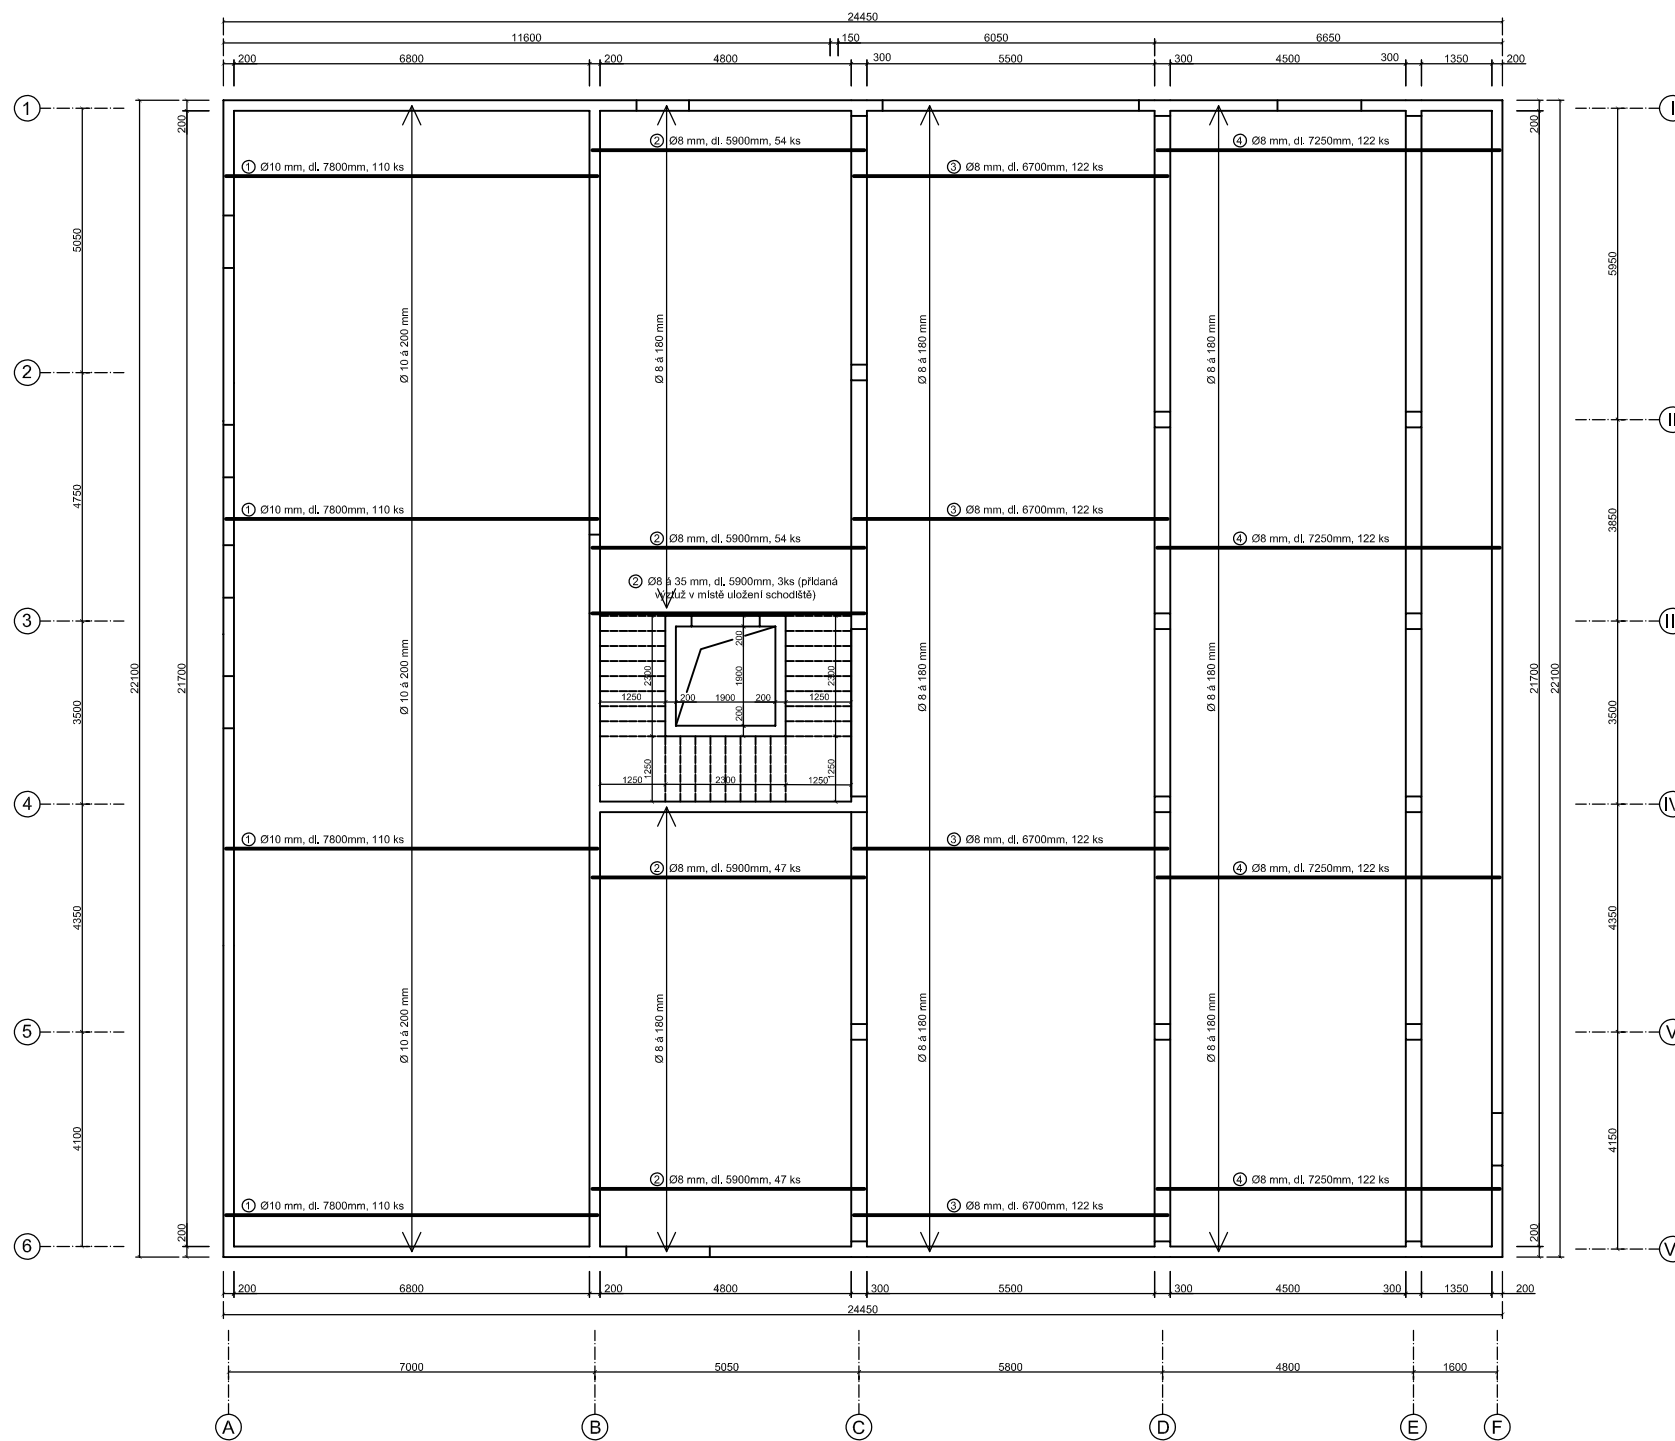 24450
11600 150 6050 6650
200 6800 200 4800 300 5500 300 4500 300 1350 200
1 I
200 200
② Ø8 mm, dl. 5900mm, 54 ks ④ Ø8 mm, dl. 7250mm, 122 ks
① Ø10 mm, dl. 7800mm, 110 ks ③ Ø8 mm, dl. 6700mm, 122 ks
5050 5950
Ø 10 á 200 mm Ø 8 á 180 mm Ø 8 á 180 mm Ø 8 á 180 mm
2 II
4750 3850
① Ø10 mm, dl. 7800mm, 110 ks ③ Ø8 mm, dl. 6700mm, 122 ks
② Ø8 mm, dl. 5900mm, 54 ks ④ Ø8 mm, dl. 7250mm, 122 ks
② Ø8 á 35 mm, dl. 5900mm, 3ks (přidaná
výztuž v místě uložení schodiště)
3 II
200
22100 21700 2300 1900 2300 21700 22100
Ø 10 á 200 mm Ø 8 á 180 mm Ø 8 á 180 mm
1250 200 1900 200 1250
3500 200 3500
1250 1250
1250 2300 1250
4 IV
① Ø10 mm, dl. 7800mm, 110 ks ③ Ø8 mm, dl. 6700mm, 122 ks
② Ø8 mm, dl. 5900mm, 47 ks ④ Ø8 mm, dl. 7250mm, 122 ks
4350 4350
Ø 10 á 200 mm Ø 8 á 180 mm Ø 8 á 180 mm Ø 8 á 180 mm
5 V
4100 4150
② Ø8 mm, dl. 5900mm, 47 ks ④ Ø8 mm, dl. 7250mm, 122 ks
① Ø10 mm, dl. 7800mm, 110 ks ③ Ø8 mm, dl. 6700mm, 122 ks
200 200
6 V
200 6800 200 4800 300 5500 300 4500 300 1350 200
24450
7000 5050 5800 4800 1600
A B C D E F